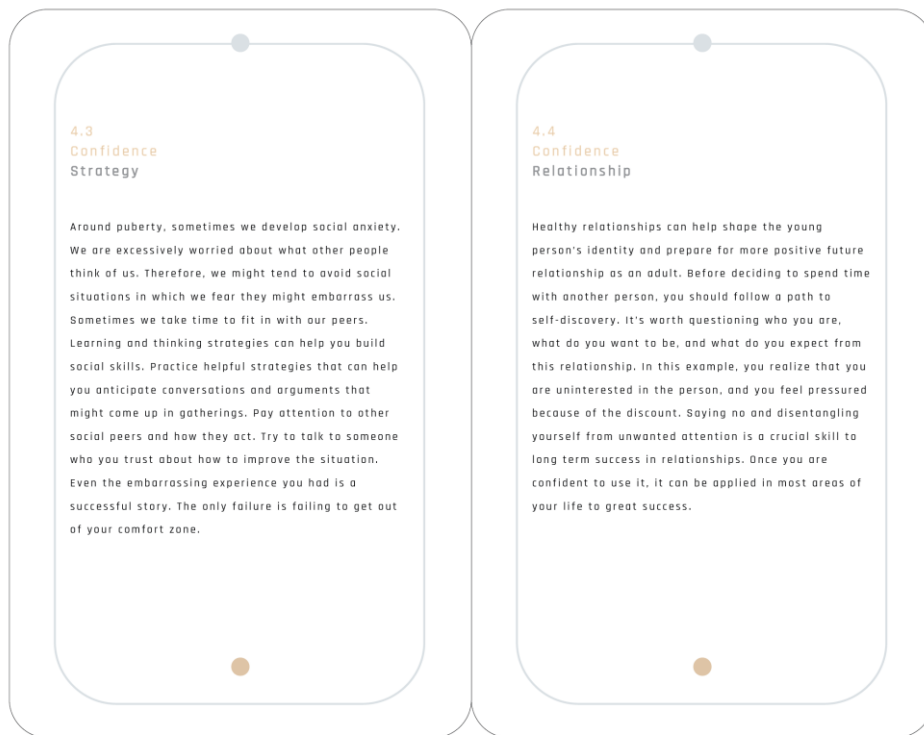 4.3
Confidence
Strategy
Around puberty, sometimes we develop social anxiety.
We are excessively worried about what other people
think of us. Therefore, we might tend to avoid social
situations in which we fear they might embarrass us.
Sometimes we take time to fit in with our peers.
Learning and thinking strategies can help you build
social skills. Practice helpful strategies that can help
you anticipate conversations and arguments that
might come up in gatherings. Pay attention to other
social peers and how they act. Try to talk to someone
who you trust about how to improve the situation.
Even the embarrassing experience you had is a
successful story. The only failure is failing to get out
of your comfort zone.
4.4
Confidence
Relationship
Healthy relationships can help shape the young
person's identity and prepare for more positive future
relationship as an adult. Before deciding to spend time
with another person, you should follow a path to
self-discovery. It's worth questioning who you are,
what do you want to be, and what do you expect from
this relationship. In this example, you realize that you
are uninterested in the person, and you feel pressured
because of the discount. Saying no and disentangling
yourself from unwanted attention is a crucial skill to
long term success in relationships. Once you are
confident to use it, it can be applied in most areas of
your life to great success.